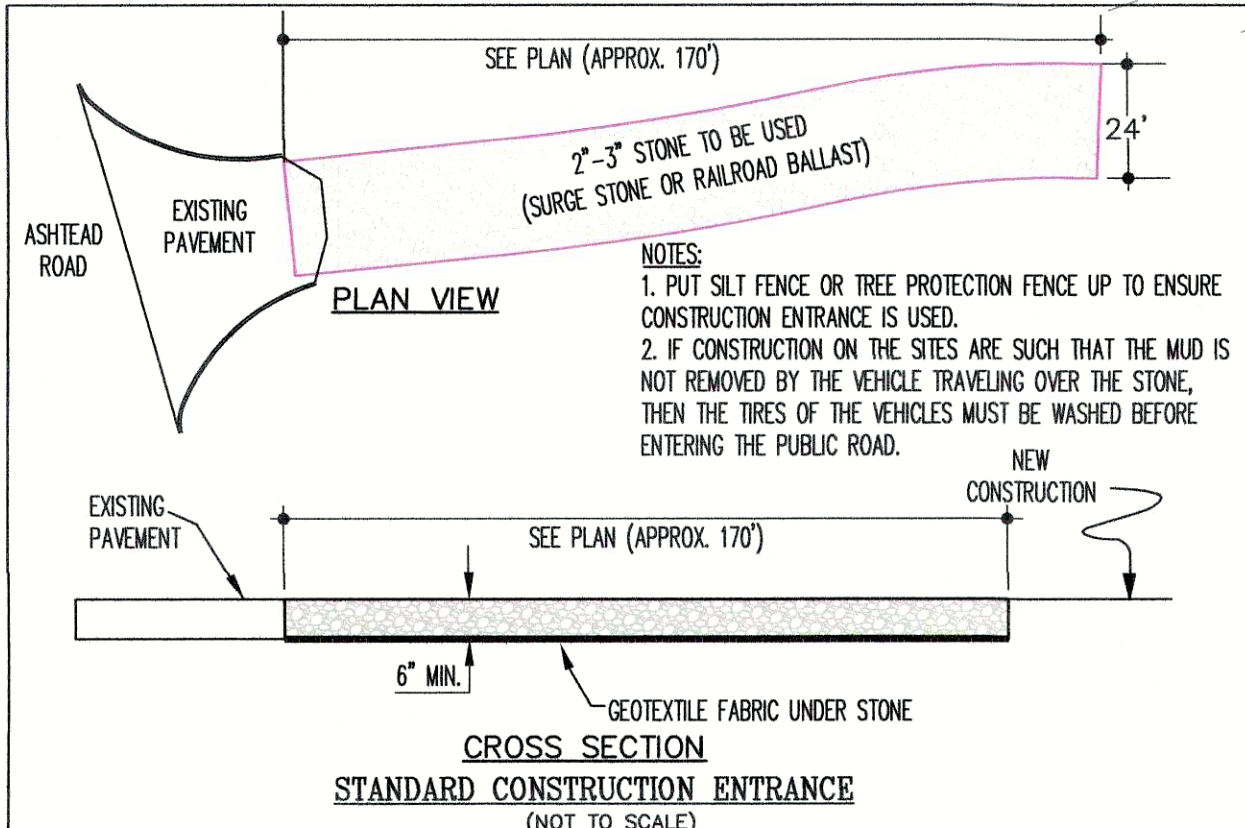 SEE PLAN (APPROX. 170')
24'
2"-3" STONE TO BE USED
(SURGE STONE OR RAILROAD BALLAST)
EXISTING
PAVEMENT
ASHTEAD
ROAD
PLAN VIEW
NOTES:
1. PUT SILT FENCE OR TREE PROTECTION FENCE UP TO ENSURE
CONSTRUCTION ENTRANCE IS USED.
2. IF CONSTRUCTION ON THE SITES ARE SUCH THAT THE MUD IS
NOT REMOVED BY THE VEHICLE TRAVELING OVER THE STONE,
THEN THE TIRES OF THE VEHICLES MUST BE WASHED BEFORE
ENTERING THE PUBLIC ROAD.
NEW
CONSTRUCTION
EXISTING
PAVEMENT
SEE PLAN (APPROX. 170')
6" MIN.
GEOTEXTILE FABRIC UNDER STONE
CROSS SECTION
STANDARD CONSTRUCTION ENTRANCE
(NOT TO SCALE)